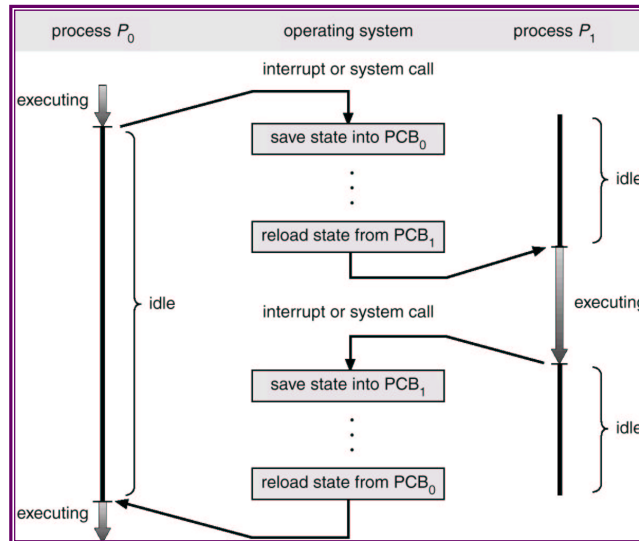 process P0 operating system process P1
interrupt or system call
executing
save state into PCB0
idle
reload state from PCB1
idle
executing
interrupt or system call
save state into PCB1
idle
reload state from PCB0
executing